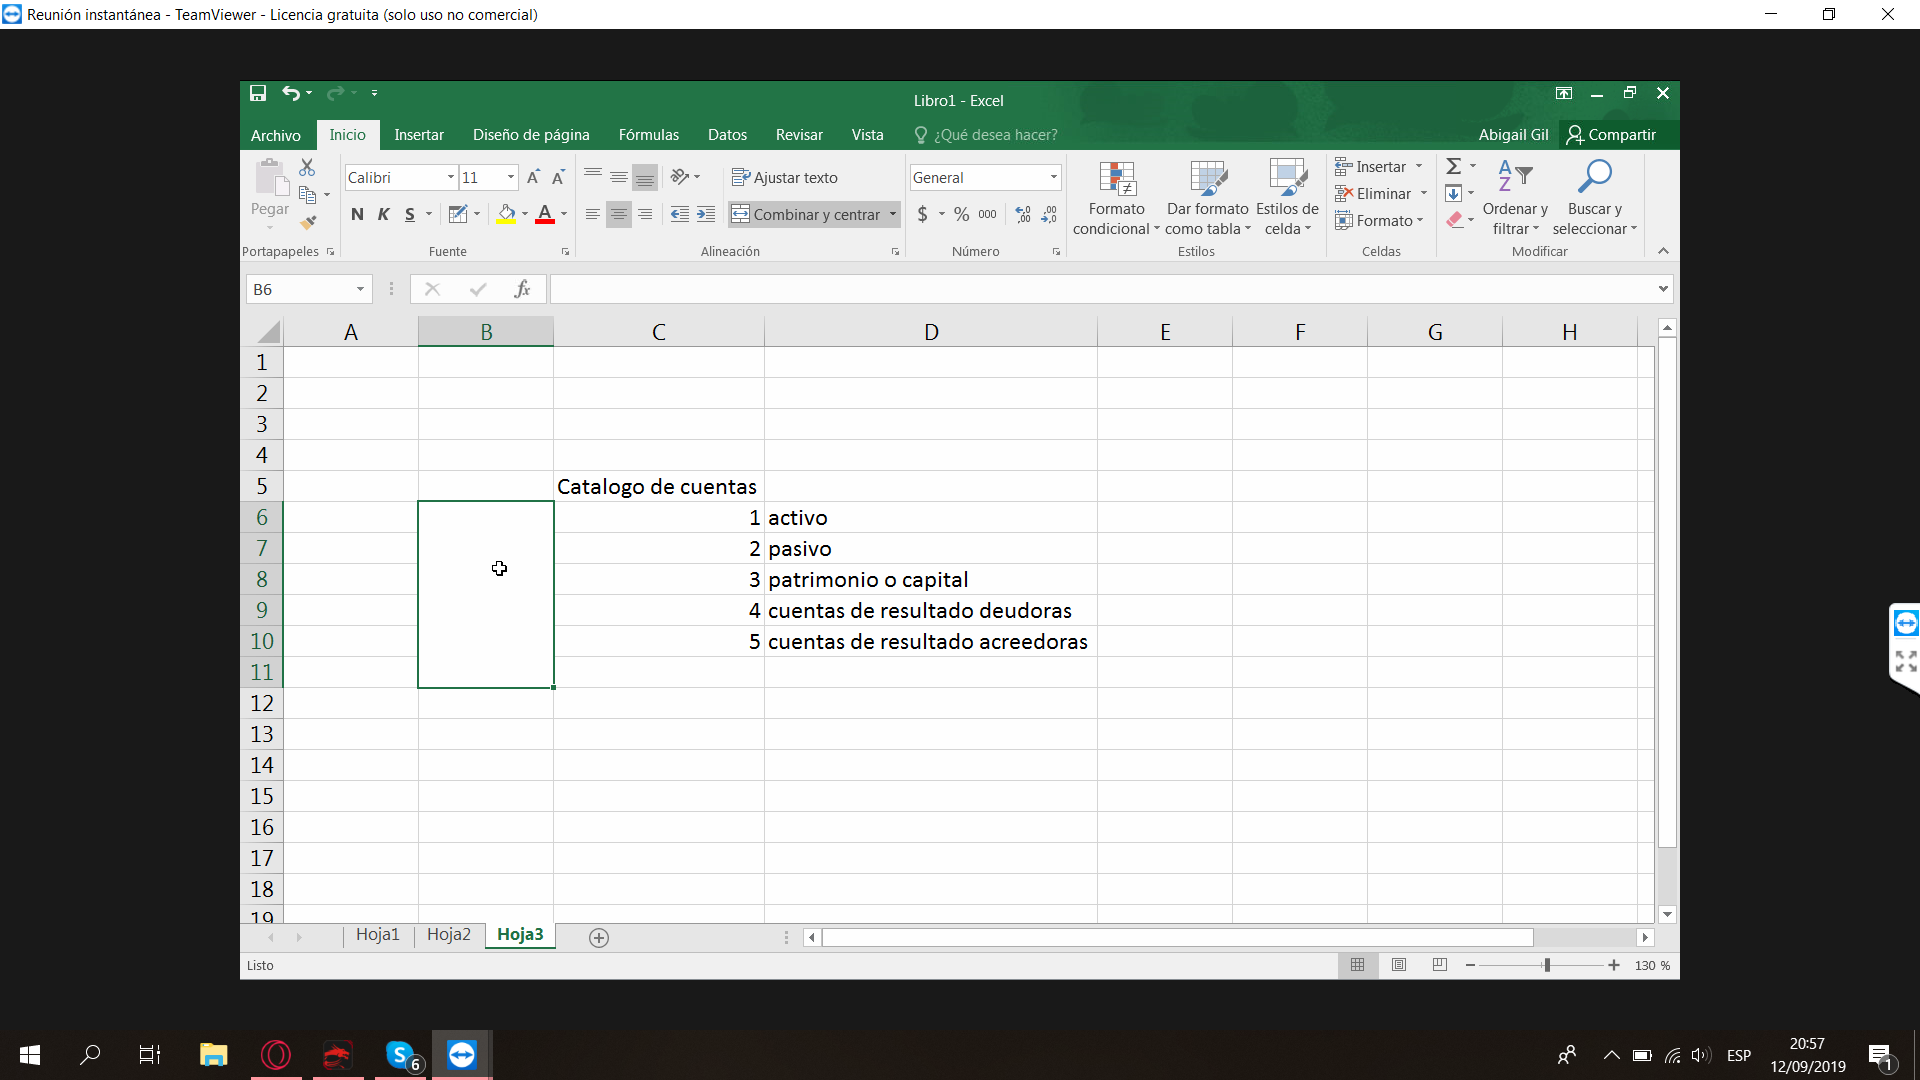 Reunión instantánea - TeamViewer - Licencia gratuita (solo uso no comercial)
Libro1 - Excel
Archivo Inicio Insertar Diseño de página Fórmulas Datos Revisar Vista ¿Qué desea hacer? Abigail Gil Compartir
Pegar
Portapapeles
Calibri 11
N K S
Fuente
Ajustar texto
Combinar y centrar
Alineación
General
$ % 000
Número
Formato condicional
Dar formato como tabla
Estilos de celda
Estilos
Insertar
Eliminar
Formato
Celdas
Ordenar y filtrar
Buscar y seleccionar
Modificar
B6 fx
A B C D E F G H
1
2
3
4
5 Catalogo de cuentas
6 1 activo
7 2 pasivo
8 3 patrimonio o capital
9 4 cuentas de resultado deudoras
10 5 cuentas de resultado acreedoras
11
12
13
14
15
16
17
18
19
Hoja1 Hoja2 Hoja3
Listo 130 %
6 ESP 20:57
12/09/2019 1